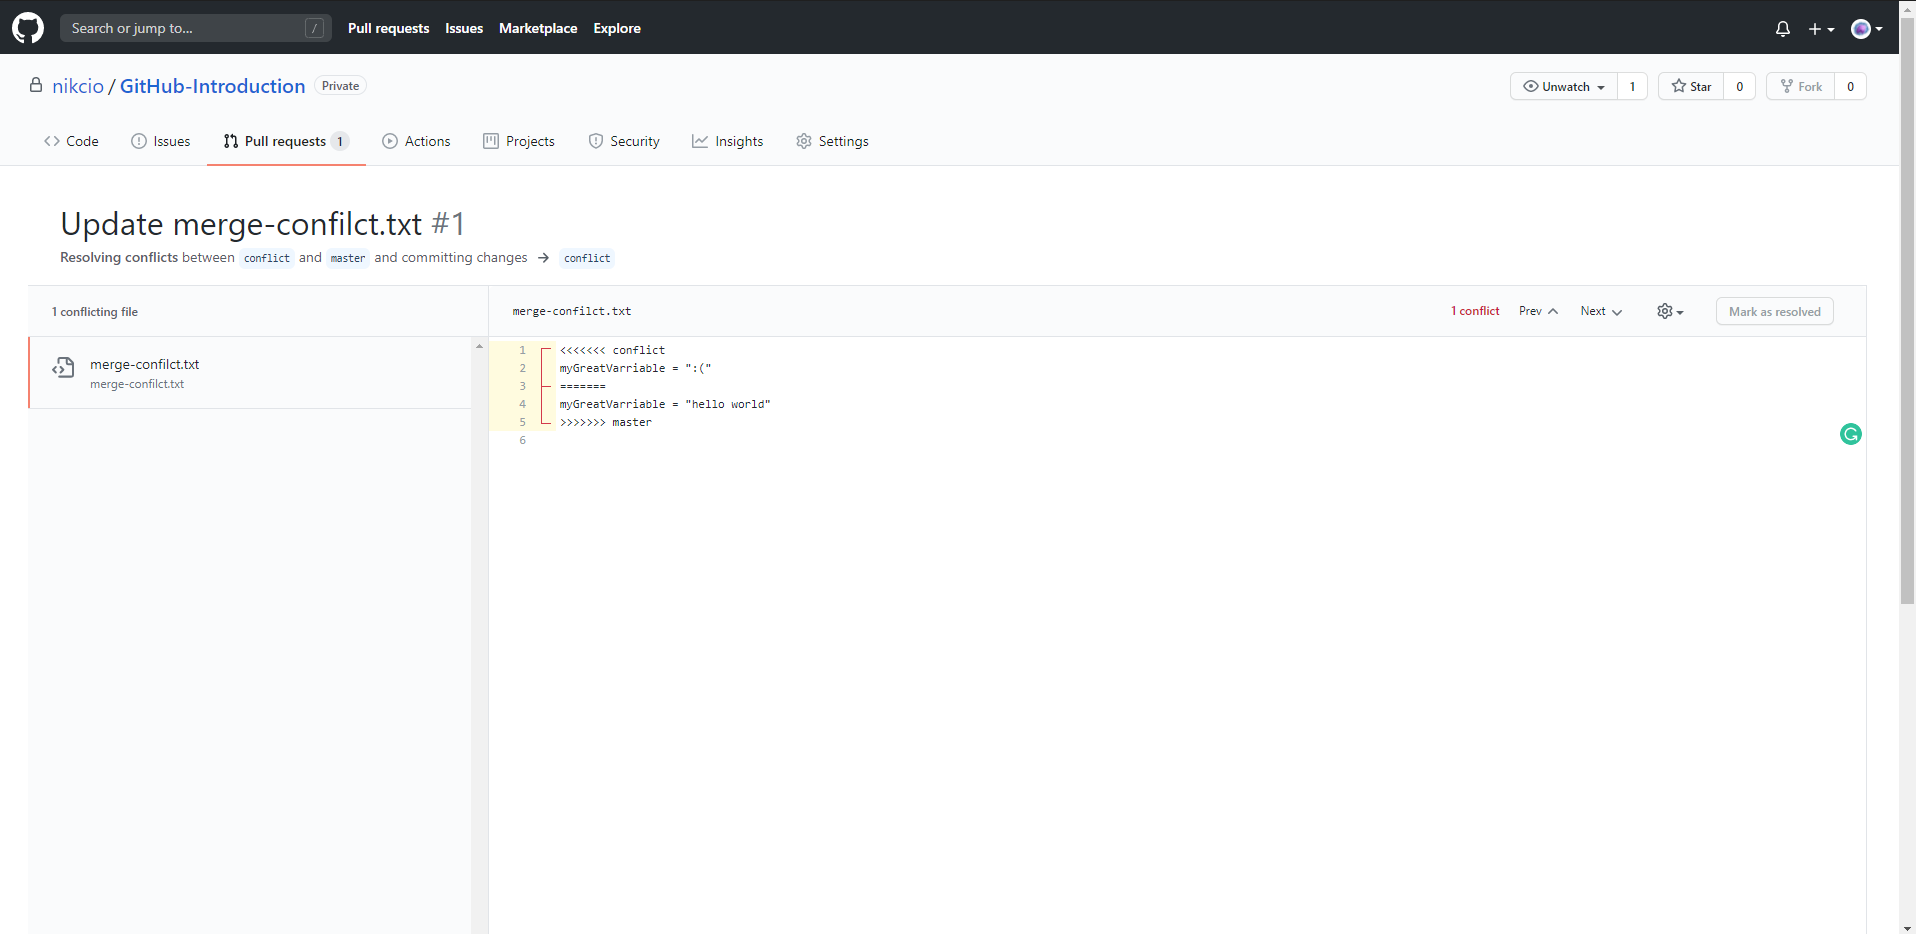 Search or jump to... /
Pull requests Issues Marketplace Explore
nikcio / GitHub-Introduction Private
Unwatch 1 Star 0 Fork 0
Code Issues Pull requests 1 Actions Projects Security Insights Settings
Update merge-confilct.txt #1
Resolving conflicts between conflict and master and committing changes → conflict
1 conflicting file
merge-confilct.txt
merge-confilct.txt
merge-confilct.txt
1 conflict Prev Next Mark as resolved
1 <<<<<<< conflict
2 myGreatVarriable = ":("
3 =======
4 myGreatVarriable = "hello world"
5 >>>>>>> master
6